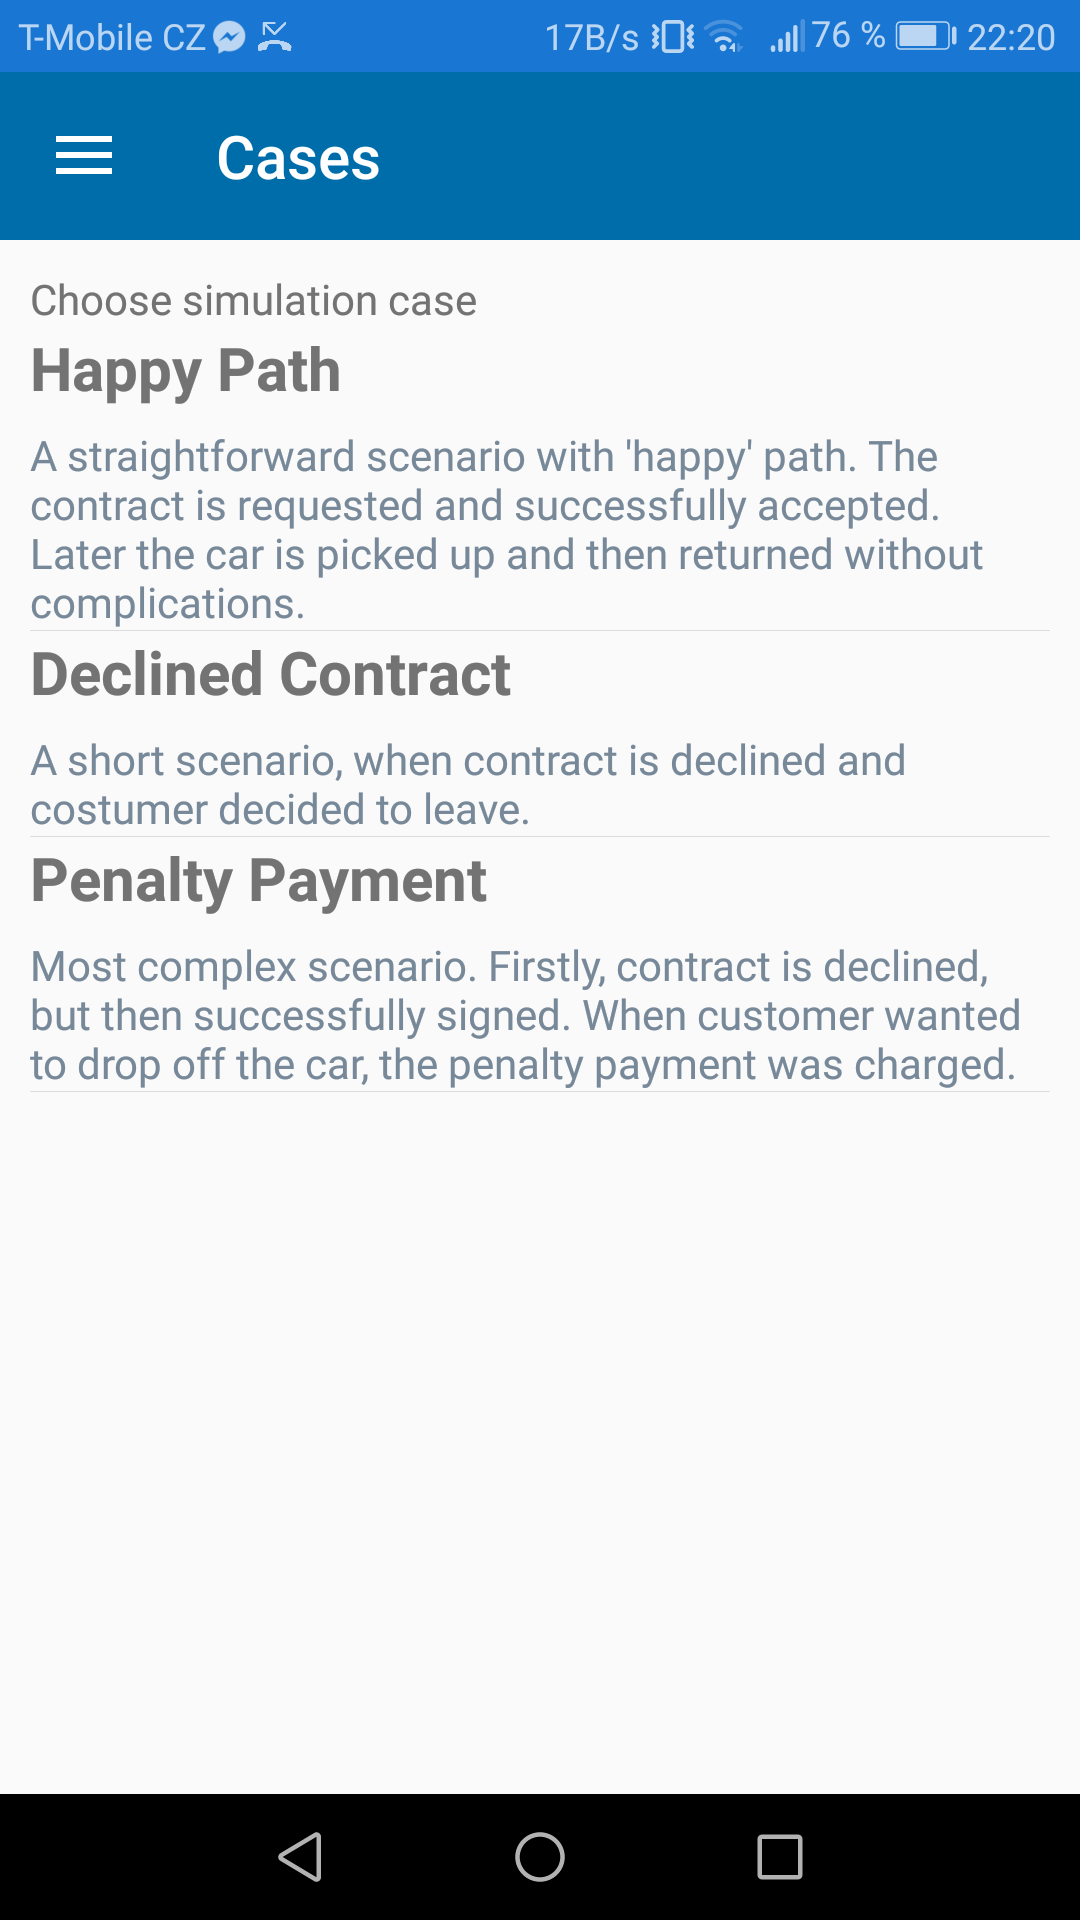 T-Mobile CZ 17B/s 76 % 22:20
Cases
Choose simulation case
Happy Path
A straightforward scenario with 'happy' path. The
contract is requested and successfully accepted.
Later the car is picked up and then returned without
complications.
Declined Contract
A short scenario, when contract is declined and
costumer decided to leave.
Penalty Payment
Most complex scenario. Firstly, contract is declined,
but then successfully signed. When customer wanted
to drop off the car, the penalty payment was charged.